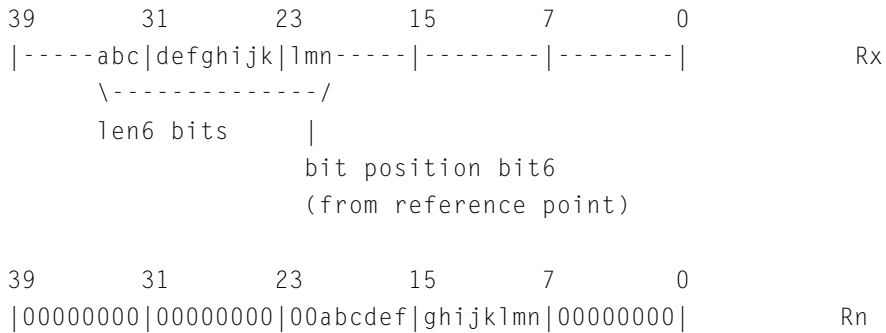 39 31 23 15 7 0
|-----abc|defghijk|lmn-----|--------|--------| Rx
\--------------/
len6 bits |
bit position bit6
(from reference point)
39 31 23 15 7 0
|00000000|00000000|00abcdef|ghijklmn|00000000| Rn